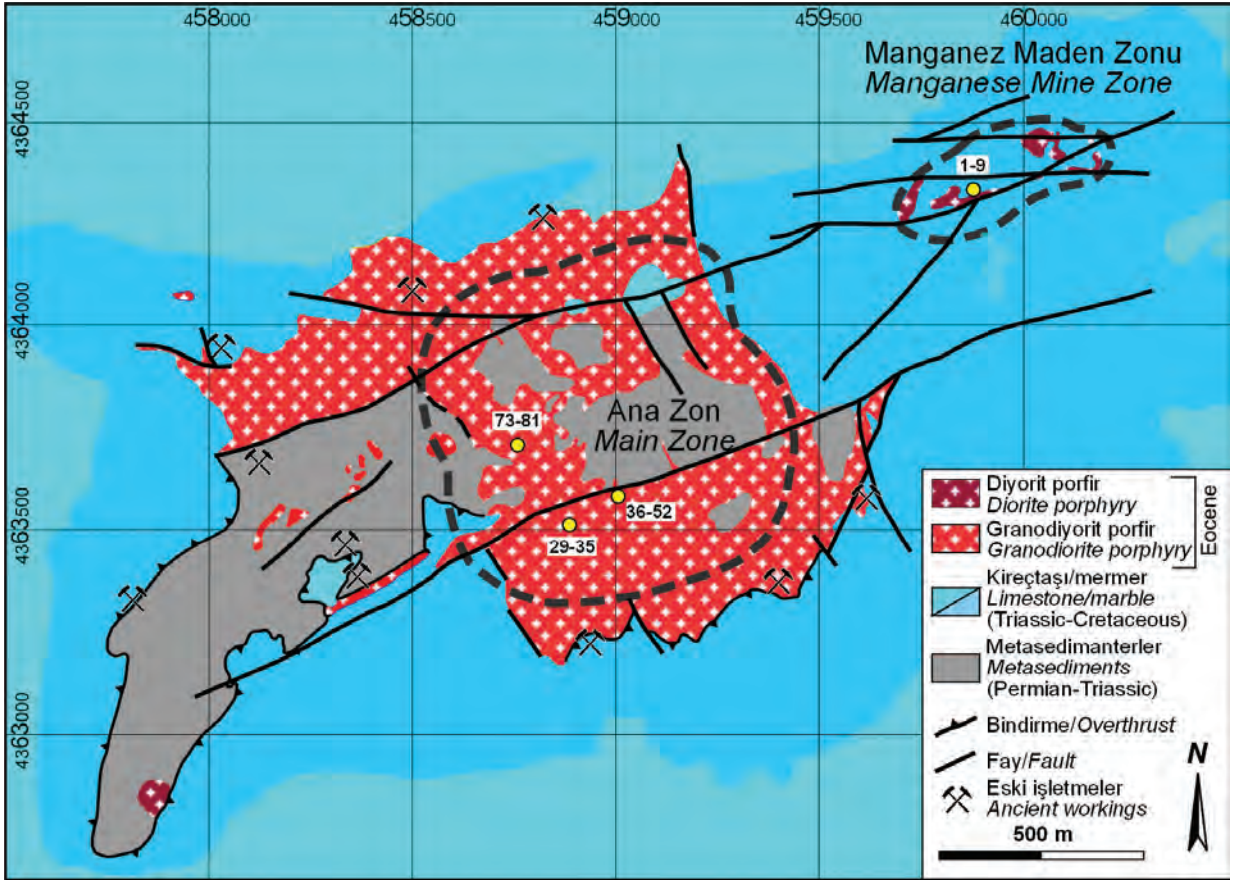 458000
458500
459000
459500
460000
Manganez Maden Zonu
Manganese Mine Zone
4364500
1-9
4364000
Ana Zon
Main Zone
73-81
36-52
29-35
4363500
4363000
Diyorit porfir
Diorite porphyry
Granodiyorit porfir
Granodiorite porphyry
Eocene
Kireçtaşı/mermer
Limestone/marble
(Triassic-Cretaceous)
Metasedimanterler
Metasediments
(Permian-Triassic)
Bindirme/Overthrust
Fay/Fault
Eski işletmeler
Ancient workings
N
500 m